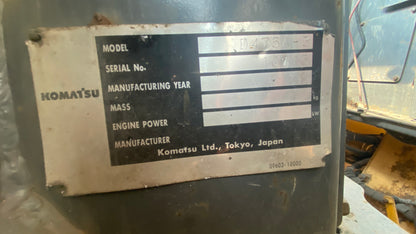 KOMATSU
MODEL
SERIAL No.
MANUFACTURING YEAR
MASS
kg
ENGINE POWER
kW
MANUFACTURER
Komatsu Ltd., Tokyo, Japan